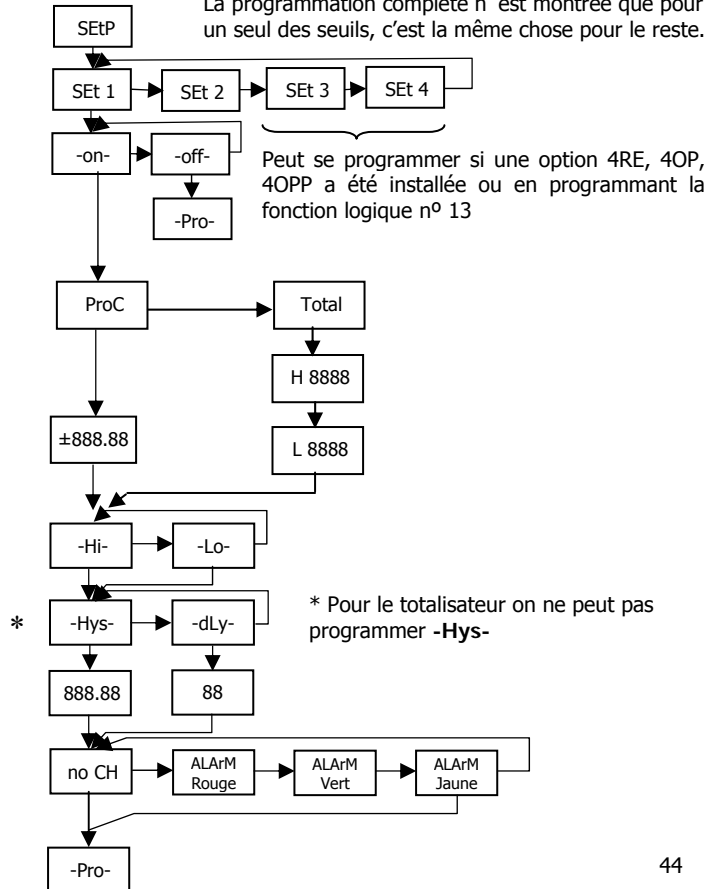 La programmation complète n' est montrée que pour
un seul des seuils, c'est la même chose pour le reste.
SEtP
SEt 1
SEt 2
SEt 3
SEt 4
-on-
-off-
-Pro-
Peut se programmer si une option 4RE, 4OP,
4OPP a été installée ou en programmant la
fonction logique nº 13
ProC
Total
H 8888
±888.88
L 8888
-Hi-
-Lo-
*
-Hys-
-dLy-
* Pour le totalisateur on ne peut pas
programmer -Hys-
888.88
88
no CH
ALArM
Rouge
ALArM
Vert
ALArM
Jaune
-Pro-
44